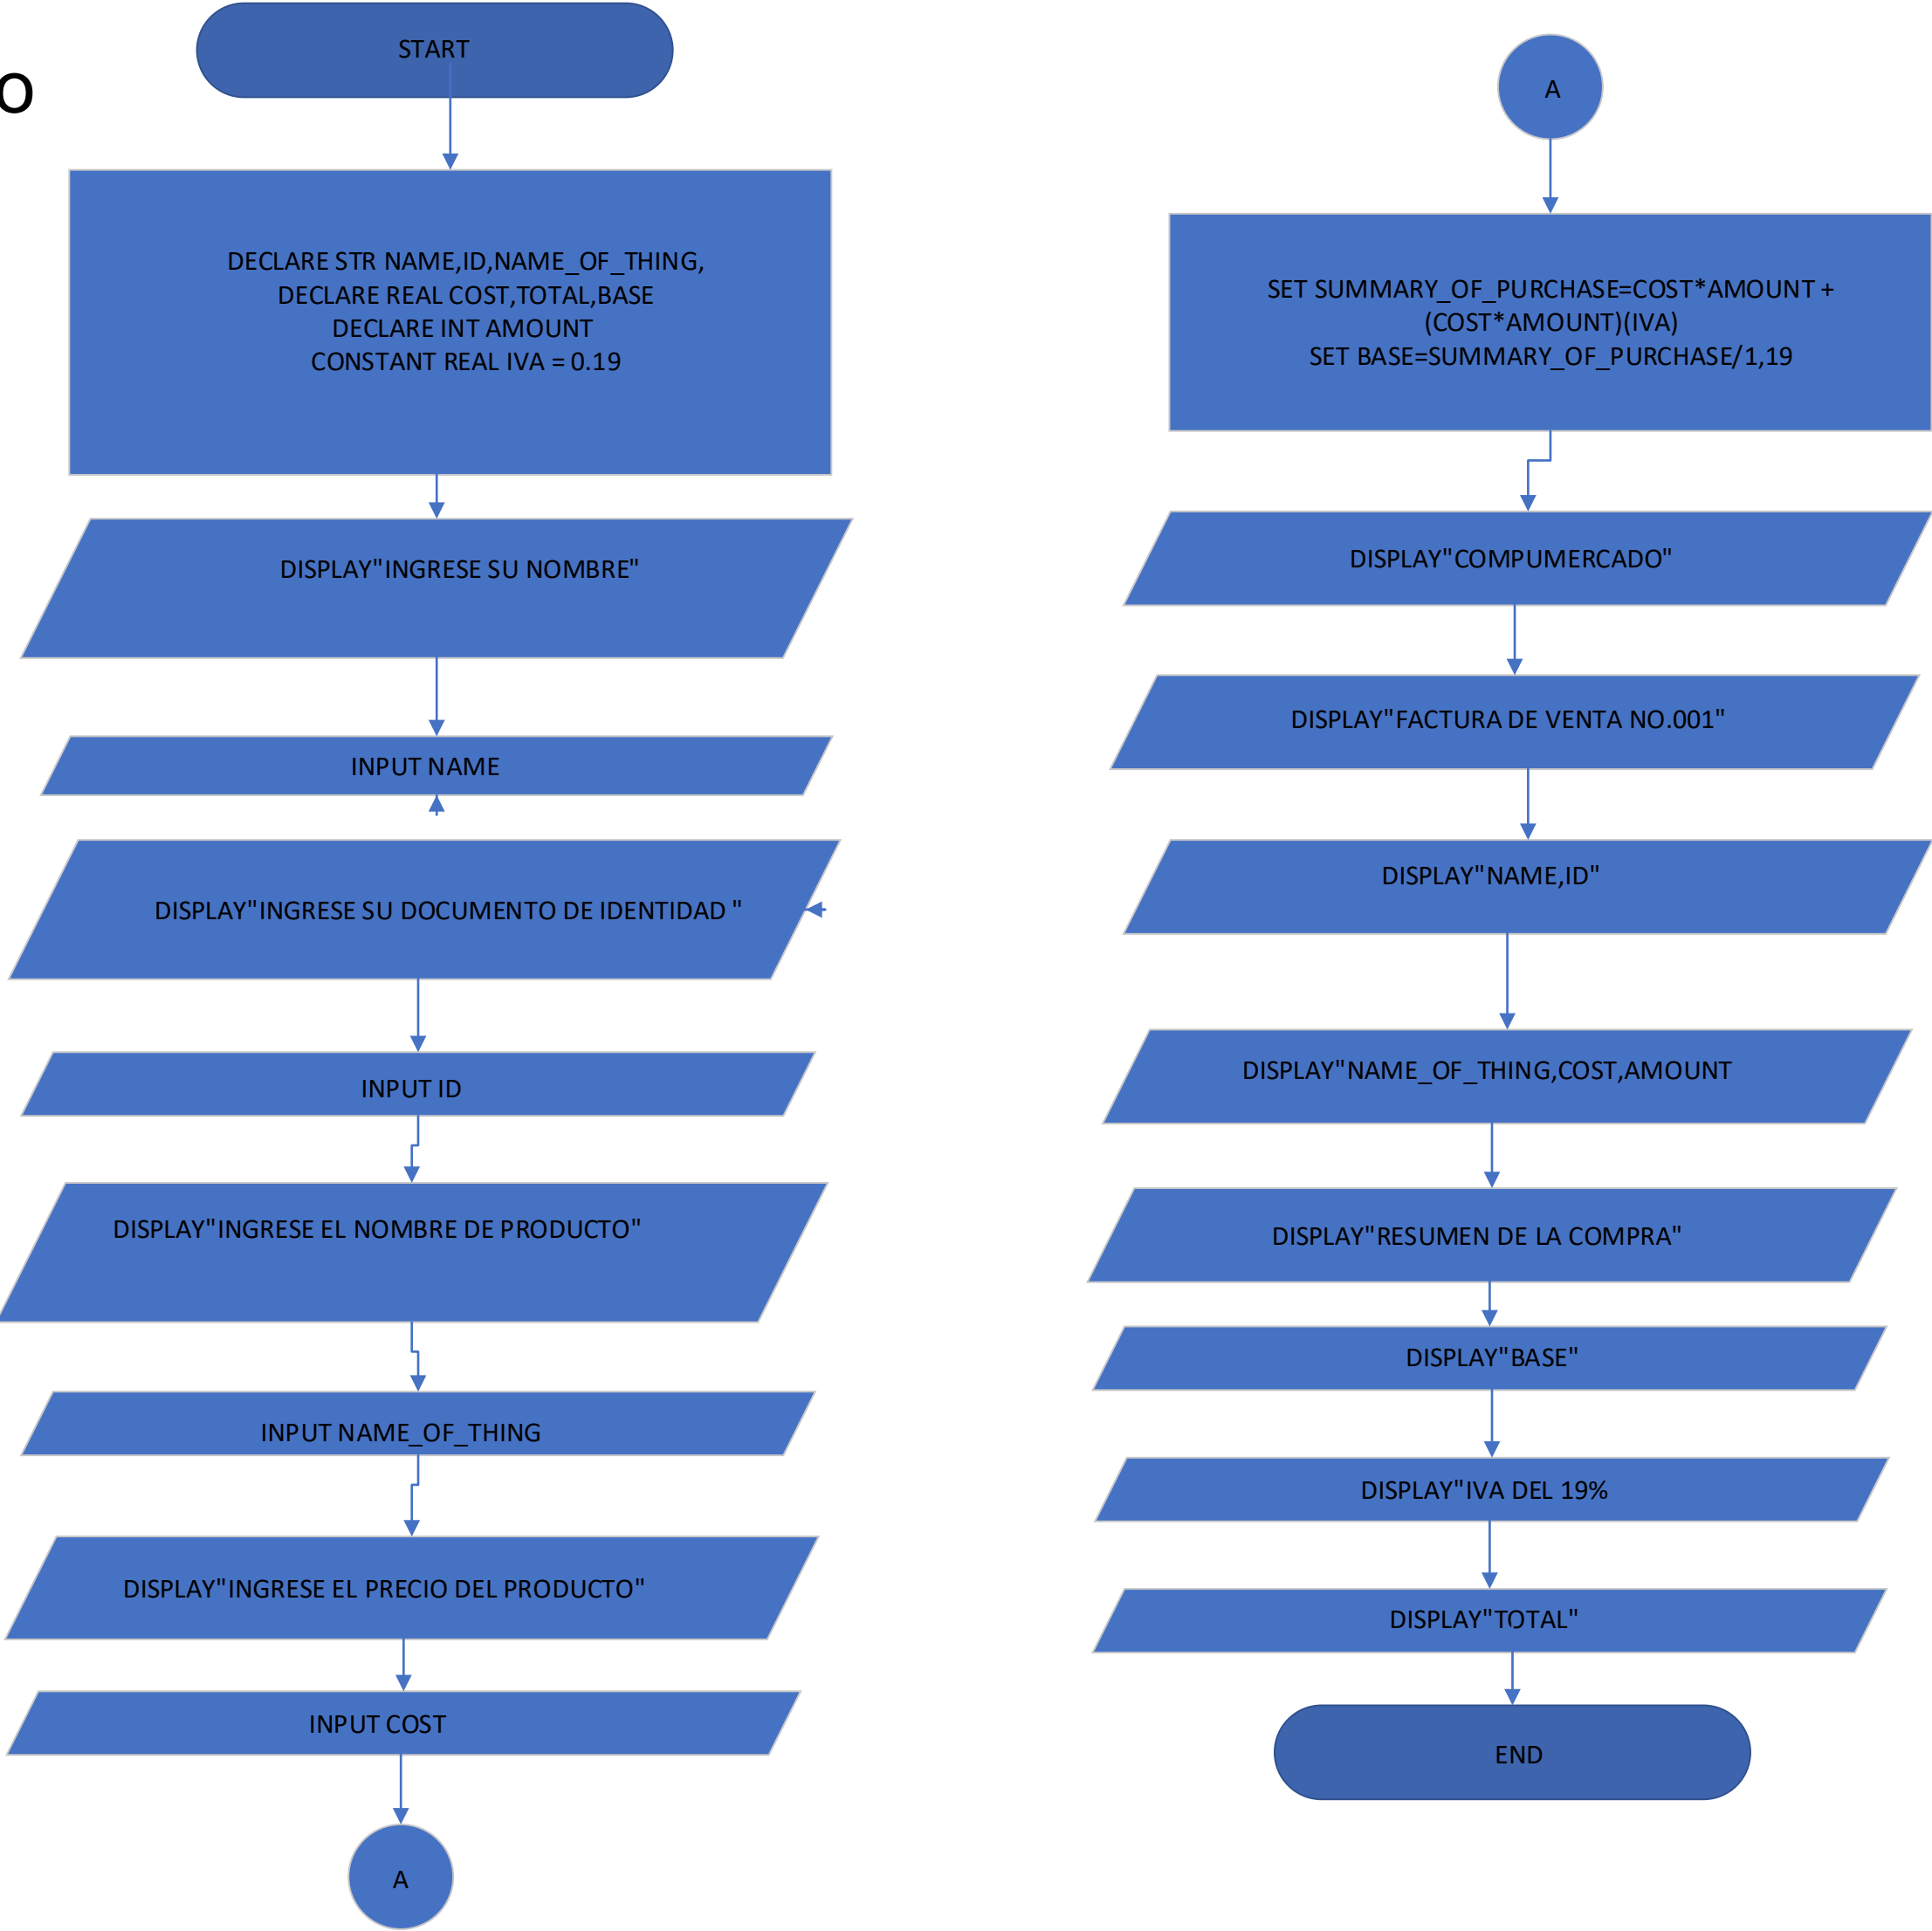 o
START
DECLARE STR NAME,ID,NAME_OF_THING,
DECLARE REAL COST,TOTAL,BASE
DECLARE INT AMOUNT
CONSTANT REAL IVA = 0.19
DISPLAY"INGRESE SU NOMBRE"
INPUT NAME
DISPLAY"INGRESE SU DOCUMENTO DE IDENTIDAD "
INPUT ID
DISPLAY"INGRESE EL NOMBRE DE PRODUCTO"
INPUT NAME_OF_THING
DISPLAY"INGRESE EL PRECIO DEL PRODUCTO"
INPUT COST
A
A
SET SUMMARY_OF_PURCHASE=COST*AMOUNT +
(COST*AMOUNT)(IVA)
SET BASE=SUMMARY_OF_PURCHASE/1,19
DISPLAY"COMPUMERCADO"
DISPLAY"FACTURA DE VENTA NO.001"
DISPLAY"NAME,ID"
DISPLAY"NAME_OF_THING,COST,AMOUNT
DISPLAY"RESUMEN DE LA COMPRA"
DISPLAY"BASE"
DISPLAY"IVA DEL 19%
DISPLAY"TOTAL"
END